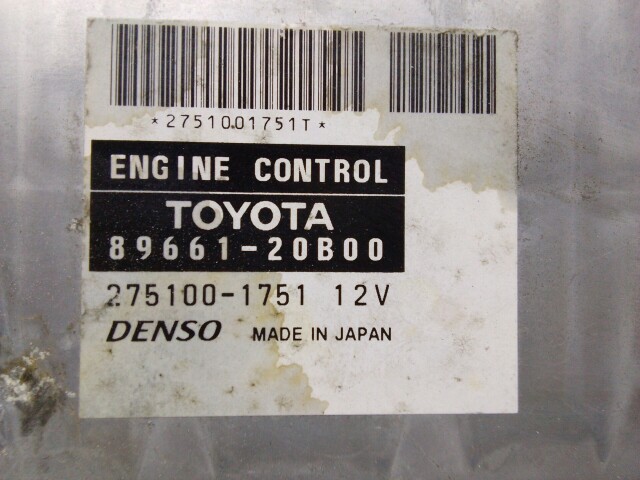 *2751001751T*
ENGINE CONTROL
TOYOTA
89661-20B00
275100-1751 12V
DENSO MADE IN JAPAN